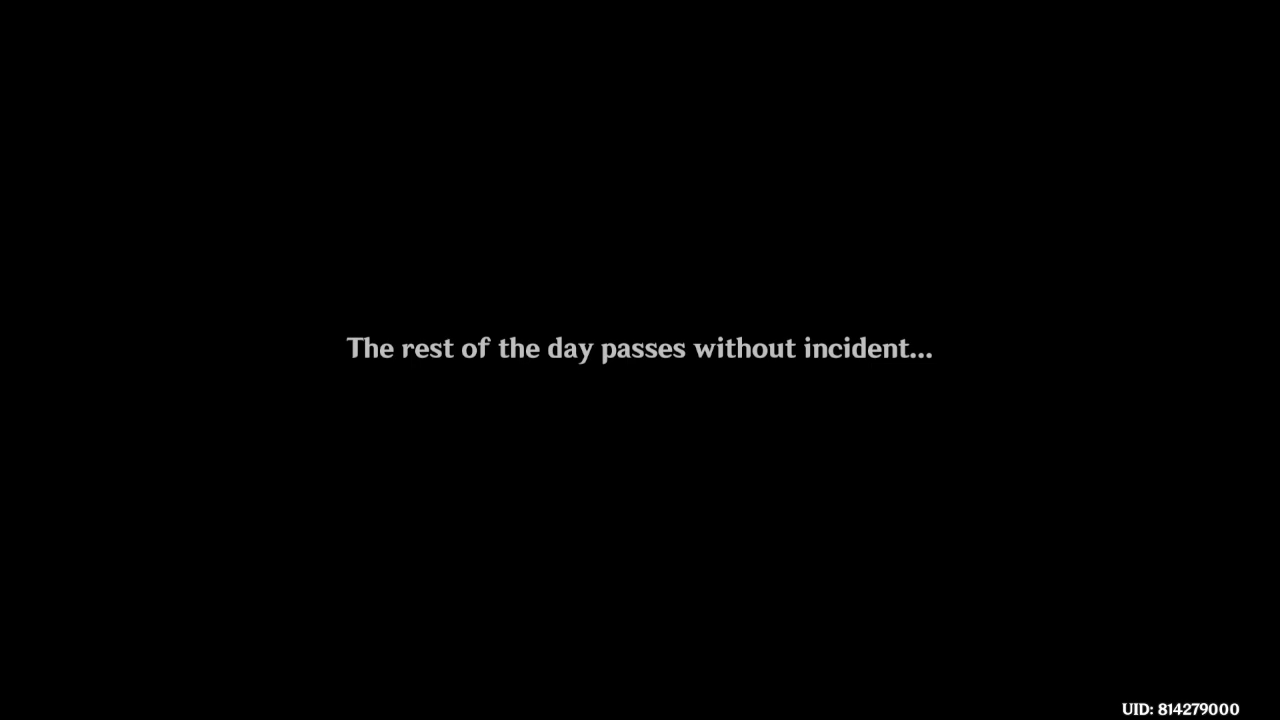 The rest of the day passes without incident...
UID: 814279000